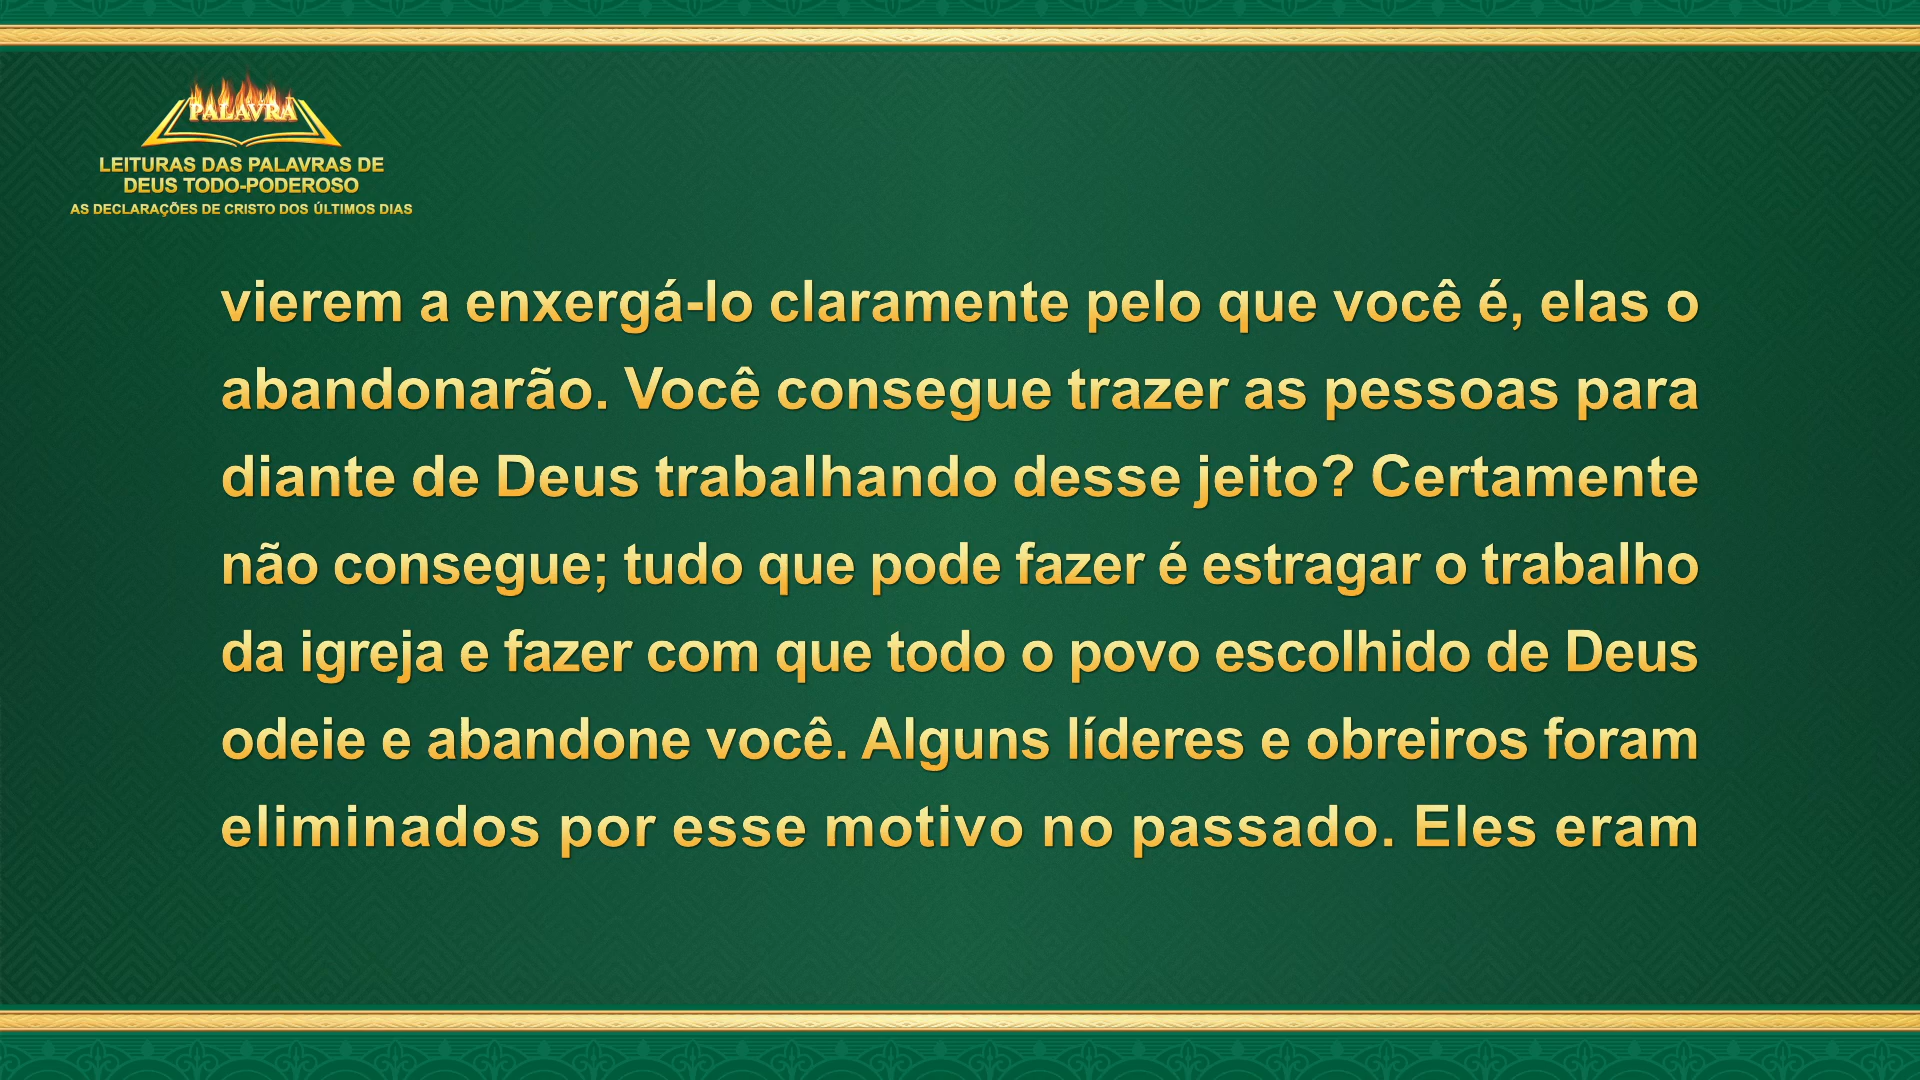 PALAVRA
LEITURAS DAS PALAVRAS DE
DEUS TODO-PODEROSO
AS DECLARAÇÕES DE CRISTO DOS ÚLTIMOS DIAS
vierem a enxergá-lo claramente pelo que você é, elas o
abandonarão. Você consegue trazer as pessoas para
diante de Deus trabalhando desse jeito? Certamente
não consegue; tudo que pode fazer é estragar o trabalho
da igreja e fazer com que todo o povo escolhido de Deus
odeie e abandone você. Alguns líderes e obreiros foram
eliminados por esse motivo no passado. Eles eram